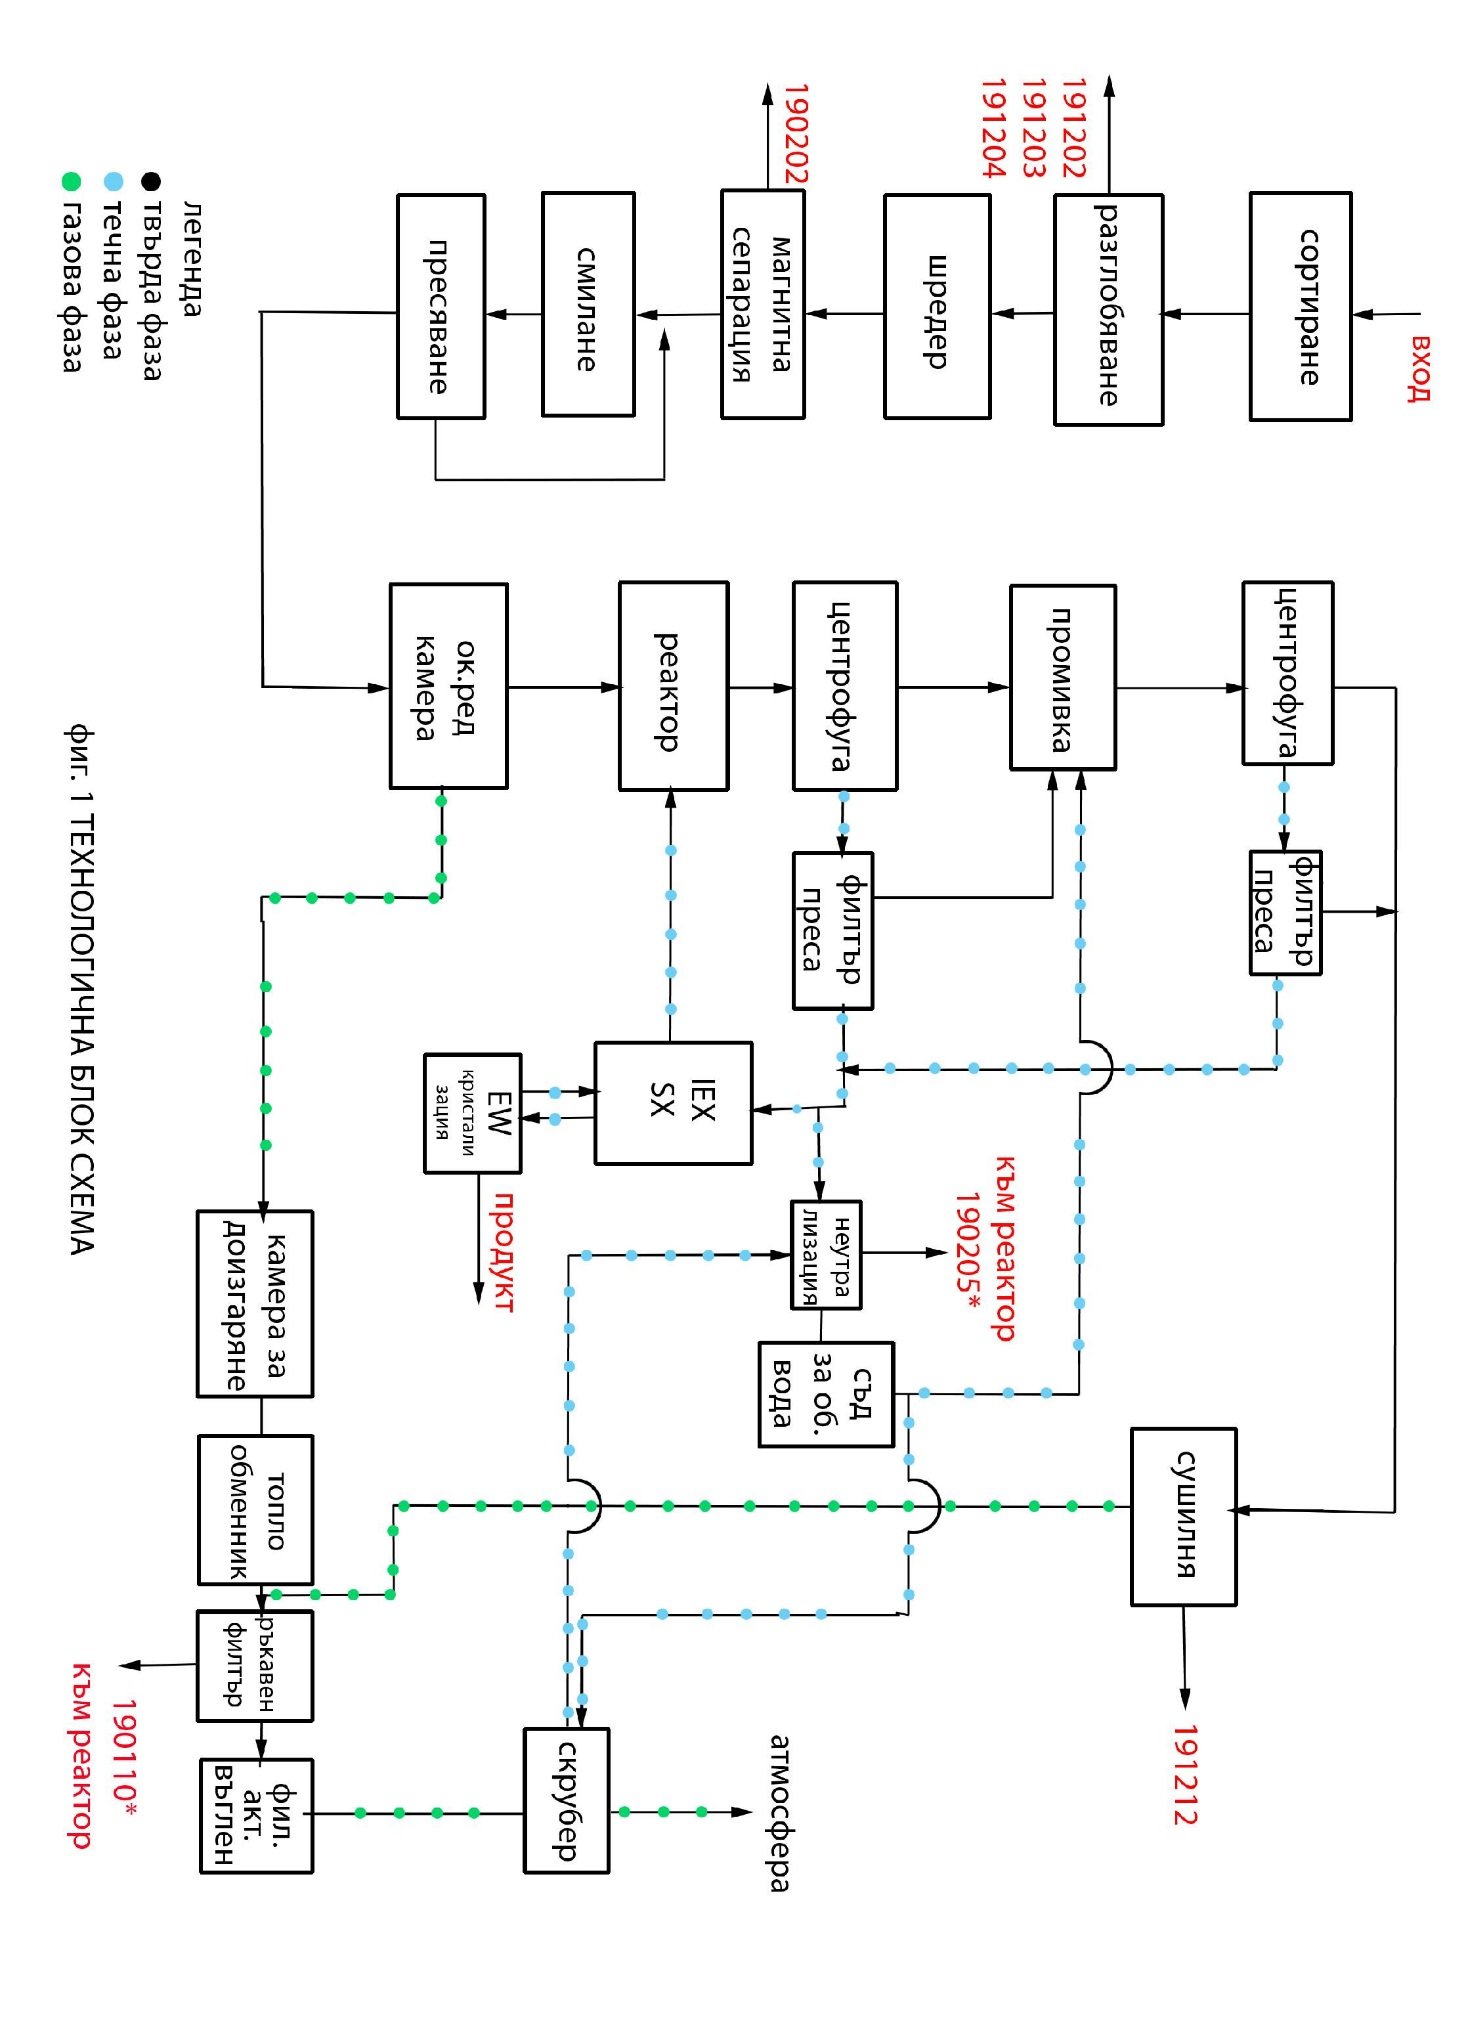 вход
сортиране
разглобяване
191202
191203
191204
шредер
магнитна
сепарация
190202
смилане
пресяване
легенда
твърда фаза
течна фаза
газова фаза
центрофуга
промивка
центрофуга
реактор
ок.ред
камера
филтър
преса
филтър
преса
IEX
SX
EW
кристали
зация
продукт
към реактор
190205*
неутра
лизация
съд
за об.
вода
камера за
доизгаряне
топло
обменник
ръкавен
филтър
190110*
към реактор
фил.
акт.
въглен
скрубер
атмосфера
сушилня
191212
фиг. 1 ТЕХНОЛОГИЧНА БЛОК СХЕМА